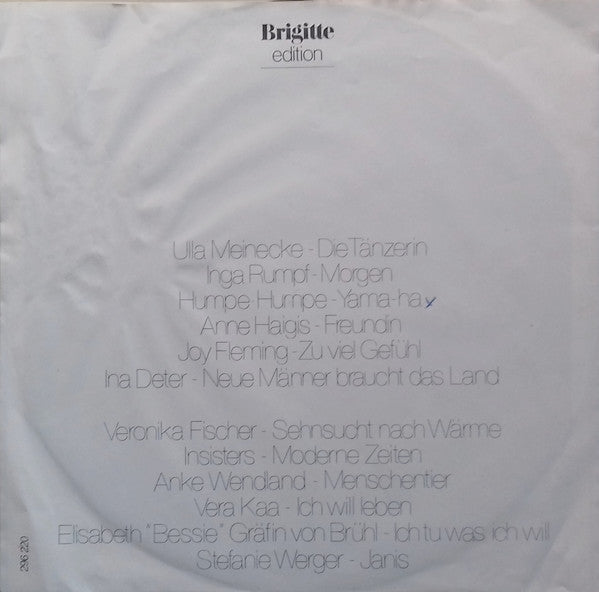 Brigitte
edition
Ulla Meinecke - Die Tänzerin
Inga Rumpf - Morgen
Humpe Humpe - Yama-ha
Anne Haigis - Freundin
Joy Fleming - Zu viel Gefühl
Ina Deter - Neue Männer braucht das Land
Veronika Fischer - Sehnsucht nach Wärme
Insisters - Moderne Zeiten
Anke Wendland - Menschentier
Vera Kaa - Ich will leben
Elisabeth "Bessie" Gräfin von Brühl - Ich tu was ich will
Stefanie Werger - Janis
296 220